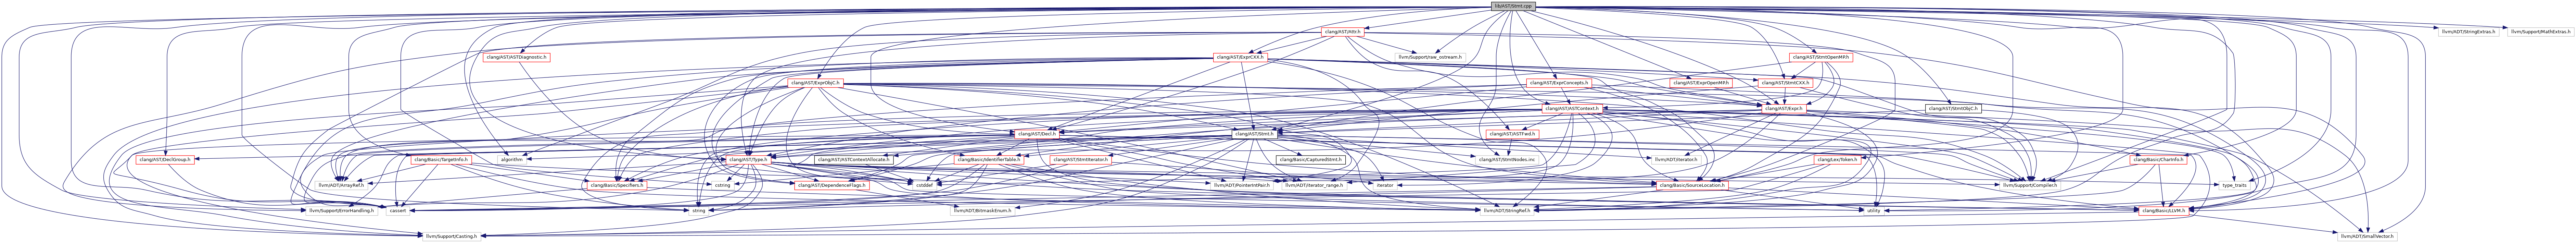 lib/AST/Stmt.cpp
clang/AST/Attr.h
llvm/ADT/StringExtras.h
llvm/Support/MathExtras.h
clang/AST/ASTDiagnostic.h
clang/AST/ExprCXX.h
llvm/Support/raw_ostream.h
clang/AST/StmtOpenMP.h
clang/AST/ExprObjC.h
clang/AST/ExprConcepts.h
clang/AST/ExprOpenMP.h
clang/AST/StmtCXX.h
clang/AST/ASTContext.h
clang/AST/Expr.h
clang/AST/StmtObjC.h
clang/AST/Decl.h
clang/AST/Stmt.h
clang/AST/ASTFwd.h
clang/AST/DeclGroup.h
clang/Basic/TargetInfo.h
algorithm
clang/AST/Type.h
clang/AST/ASTContextAllocate.h
clang/Basic/IdentifierTable.h
clang/AST/StmtIterator.h
clang/Basic/CapturedStmt.h
clang/AST/StmtNodes.inc
llvm/ADT/iterator.h
clang/Lex/Token.h
clang/Basic/CharInfo.h
llvm/ADT/ArrayRef.h
clang/Basic/Specifiers.h
cstring
clang/AST/DependenceFlags.h
cstddef
llvm/ADT/PointerIntPair.h
llvm/ADT/iterator_range.h
iterator
clang/Basic/SourceLocation.h
llvm/Support/Compiler.h
type_traits
llvm/Support/ErrorHandling.h
cassert
string
llvm/ADT/BitmaskEnum.h
llvm/ADT/StringRef.h
utility
clang/Basic/LLVM.h
llvm/Support/Casting.h
llvm/ADT/SmallVector.h